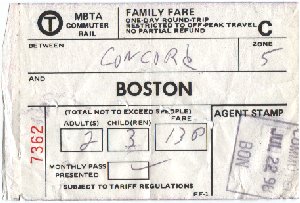 T MBTA COMMUTER RAIL
FAMILY FARE
ONE-DAY ROUND-TRIP
RESTRICTED TO OFF-PEAK TRAVEL
NO PARTIAL REFUND
C
BETWEEN
ZONE
CONCORD
5
AND
BOSTON
(TOTAL NOT TO EXCEED 5 PEOPLE)
ADULT(S) CHILD(REN) FARE
AGENT STAMP
2 3
7362
JUL 22 96
BON
MONTHLY PASS
PRESENTED
SUBJECT TO TARIFF REGULATIONS